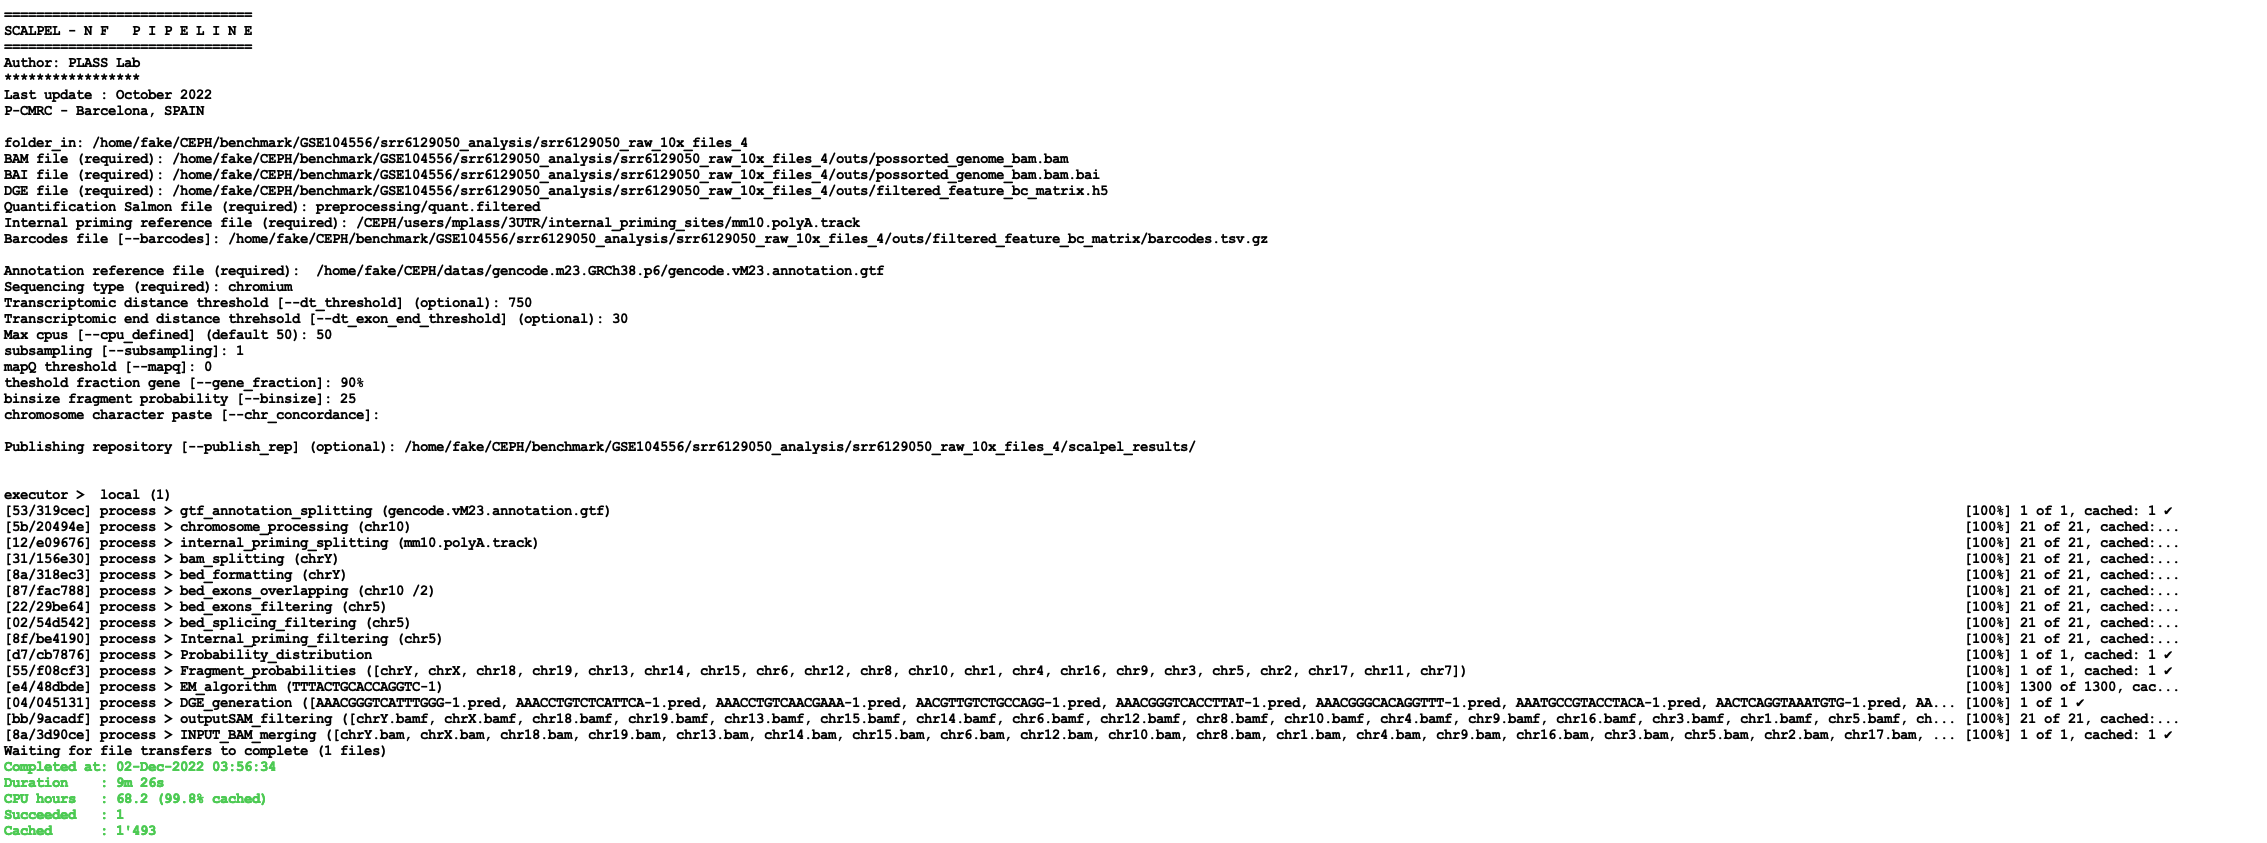 ===============================
SCALPEL - N F   P I P E L I N E
===============================
Author: PLASS Lab
*****************
Last update : October 2022
P-CMRC - Barcelona, SPAIN
folder_in: /home/fake/CEPH/benchmark/GSE104556/srr6129050_analysis/srr6129050_raw_10x_files_4
BAM file (required): /home/fake/CEPH/benchmark/GSE104556/srr6129050_analysis/srr6129050_raw_10x_files_4/outs/possorted_genome_bam.bam
BAI file (required): /home/fake/CEPH/benchmark/GSE104556/srr6129050_analysis/srr6129050_raw_10x_files_4/outs/possorted_genome_bam.bam.bai
DGE file (required): /home/fake/CEPH/benchmark/GSE104556/srr6129050_analysis/srr6129050_raw_10x_files_4/outs/filtered_feature_bc_matrix.h5
Quantification Salmon file (required): preprocessing/quant.filtered
Internal priming reference file (required): /CEPH/users/mplass/3UTR/internal_priming_sites/mm10.polyA.track
Barcodes file [--barcodes]: /home/fake/CEPH/benchmark/GSE104556/srr6129050_analysis/srr6129050_raw_10x_files_4/outs/filtered_feature_bc_matrix/barcodes.tsv.gz
Annotation reference file (required):  /home/fake/CEPH/datas/gencode.m23.GRCh38.p6/gencode.vM23.annotation.gtf
Sequencing type (required): chromium
Transcriptomic distance threshold [--dt_threshold] (optional): 750
Transcriptomic end distance threhsold [--dt_exon_end_threshold] (optional): 30
Max cpus [--cpu_defined] (default 50): 50
subsampling [--subsampling]: 1
mapQ threshold [--mapq]: 0
theshold fraction gene [--gene_fraction]: 90%
binsize fragment probability [--binsize]: 25
chromosome character paste [--chr_concordance]:
Publishing repository [--publish_rep] (optional): /home/fake/CEPH/benchmark/GSE104556/srr6129050_analysis/srr6129050_raw_10x_files_4/scalpel_results/
executor >  local (1)
[53/319cec] process > gtf_annotation_splitting (gencode.vM23.annotation.gtf) [100%] 1 of 1, cached: 1 ✔
[5b/20494e] process > chromosome_processing (chr10) [100%] 21 of 21, cached:...
[12/e09676] process > internal_priming_splitting (mm10.polyA.track) [100%] 21 of 21, cached:...
[31/156e30] process > bam_splitting (chrY) [100%] 21 of 21, cached:...
[8a/318ec3] process > bed_formatting (chrY) [100%] 21 of 21, cached:...
[87/fac788] process > bed_exons_overlapping (chr10 /2) [100%] 21 of 21, cached:...
[22/29be64] process > bed_exons_filtering (chr5) [100%] 21 of 21, cached:...
[02/54d542] process > bed_splicing_filtering (chr5) [100%] 21 of 21, cached:...
[8f/be4190] process > Internal_priming_filtering (chr5) [100%] 21 of 21, cached:...
[d7/cb7876] process > Probability_distribution [100%] 1 of 1, cached: 1 ✔
[55/f08cf3] process > Fragment_probabilities ([chrY, chrX, chr18, chr19, chr13, chr14, chr15, chr6, chr12, chr8, chr10, chr1, chr4, chr16, chr9, chr3, chr5, chr2, chr17, chr11, chr7]) [100%] 1 of 1, cached: 1 ✔
[e4/48dbde] process > EM_algorithm (TTTACTGCACCAGGTC-1) [100%] 1300 of 1300, cac...
[04/045131] process > DGE_generation ([AAACGGGTCATTTGGG-1.pred, AAACCTGTCTCATTCA-1.pred, AAACCTGTCAACGAAA-1.pred, AACGTTGTCTGCCAGG-1.pred, AAACGGGTCACCTTAT-1.pred, AAACGGGCACAGGTTT-1.pred, AAATGCCGTACCTACA-1.pred, AACTCAGGTAAATGTG-1.pred, AA... [100%] 1 of 1 ✔
[bb/9acadf] process > outputSAM_filtering ([chrY.bamf, chrX.bamf, chr18.bamf, chr19.bamf, chr13.bamf, chr15.bamf, chr14.bamf, chr6.bamf, chr12.bamf, chr8.bamf, chr10.bamf, chr4.bamf, chr9.bamf, chr16.bamf, chr3.bamf, chr1.bamf, chr5.bamf, ch... [100%] 21 of 21, cached:...
[8a/3d90ce] process > INPUT_BAM_merging ([chrY.bam, chrX.bam, chr18.bam, chr19.bam, chr13.bam, chr14.bam, chr15.bam, chr6.bam, chr12.bam, chr10.bam, chr8.bam, chr1.bam, chr4.bam, chr9.bam, chr16.bam, chr3.bam, chr5.bam, chr2.bam, chr17.bam, ... [100%] 1 of 1, cached: 1 ✔
Waiting for file transfers to complete (1 files)
Completed at: 02-Dec-2022 03:56:34
Duration    : 9m 26s
CPU hours   : 68.2 (99.8% cached)
Succeeded   : 1
Cached      : 1'493